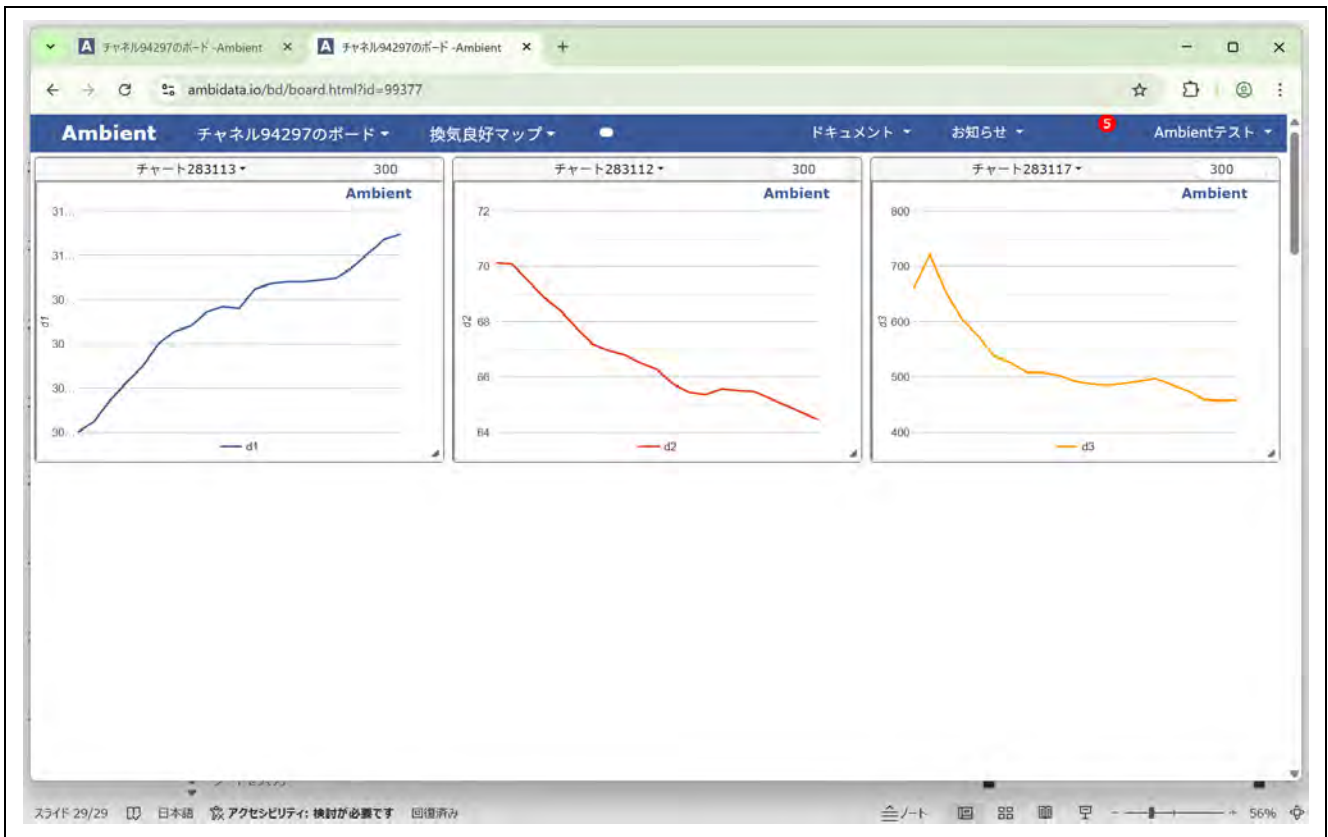 チャネル94297のボード -Ambient
チャネル94297のボード -Ambient
ambidata.io/bd/board.html?id=99377
Ambient チャネル94297のボード 換気良好マップ ドキュメント お知らせ 5 Ambientテスト
チャート283113 300
Ambient
31...
31...
30...
30
30...
30...
d1
d1
チャート283112 300
Ambient
72
70
68
66
64
d2
d2
チャート283117 300
Ambient
800
700
600
500
400
d3
d3
スライド 29/29 日本語 アクセシビリティ: 検討が必要です 回復済み ノート 56%